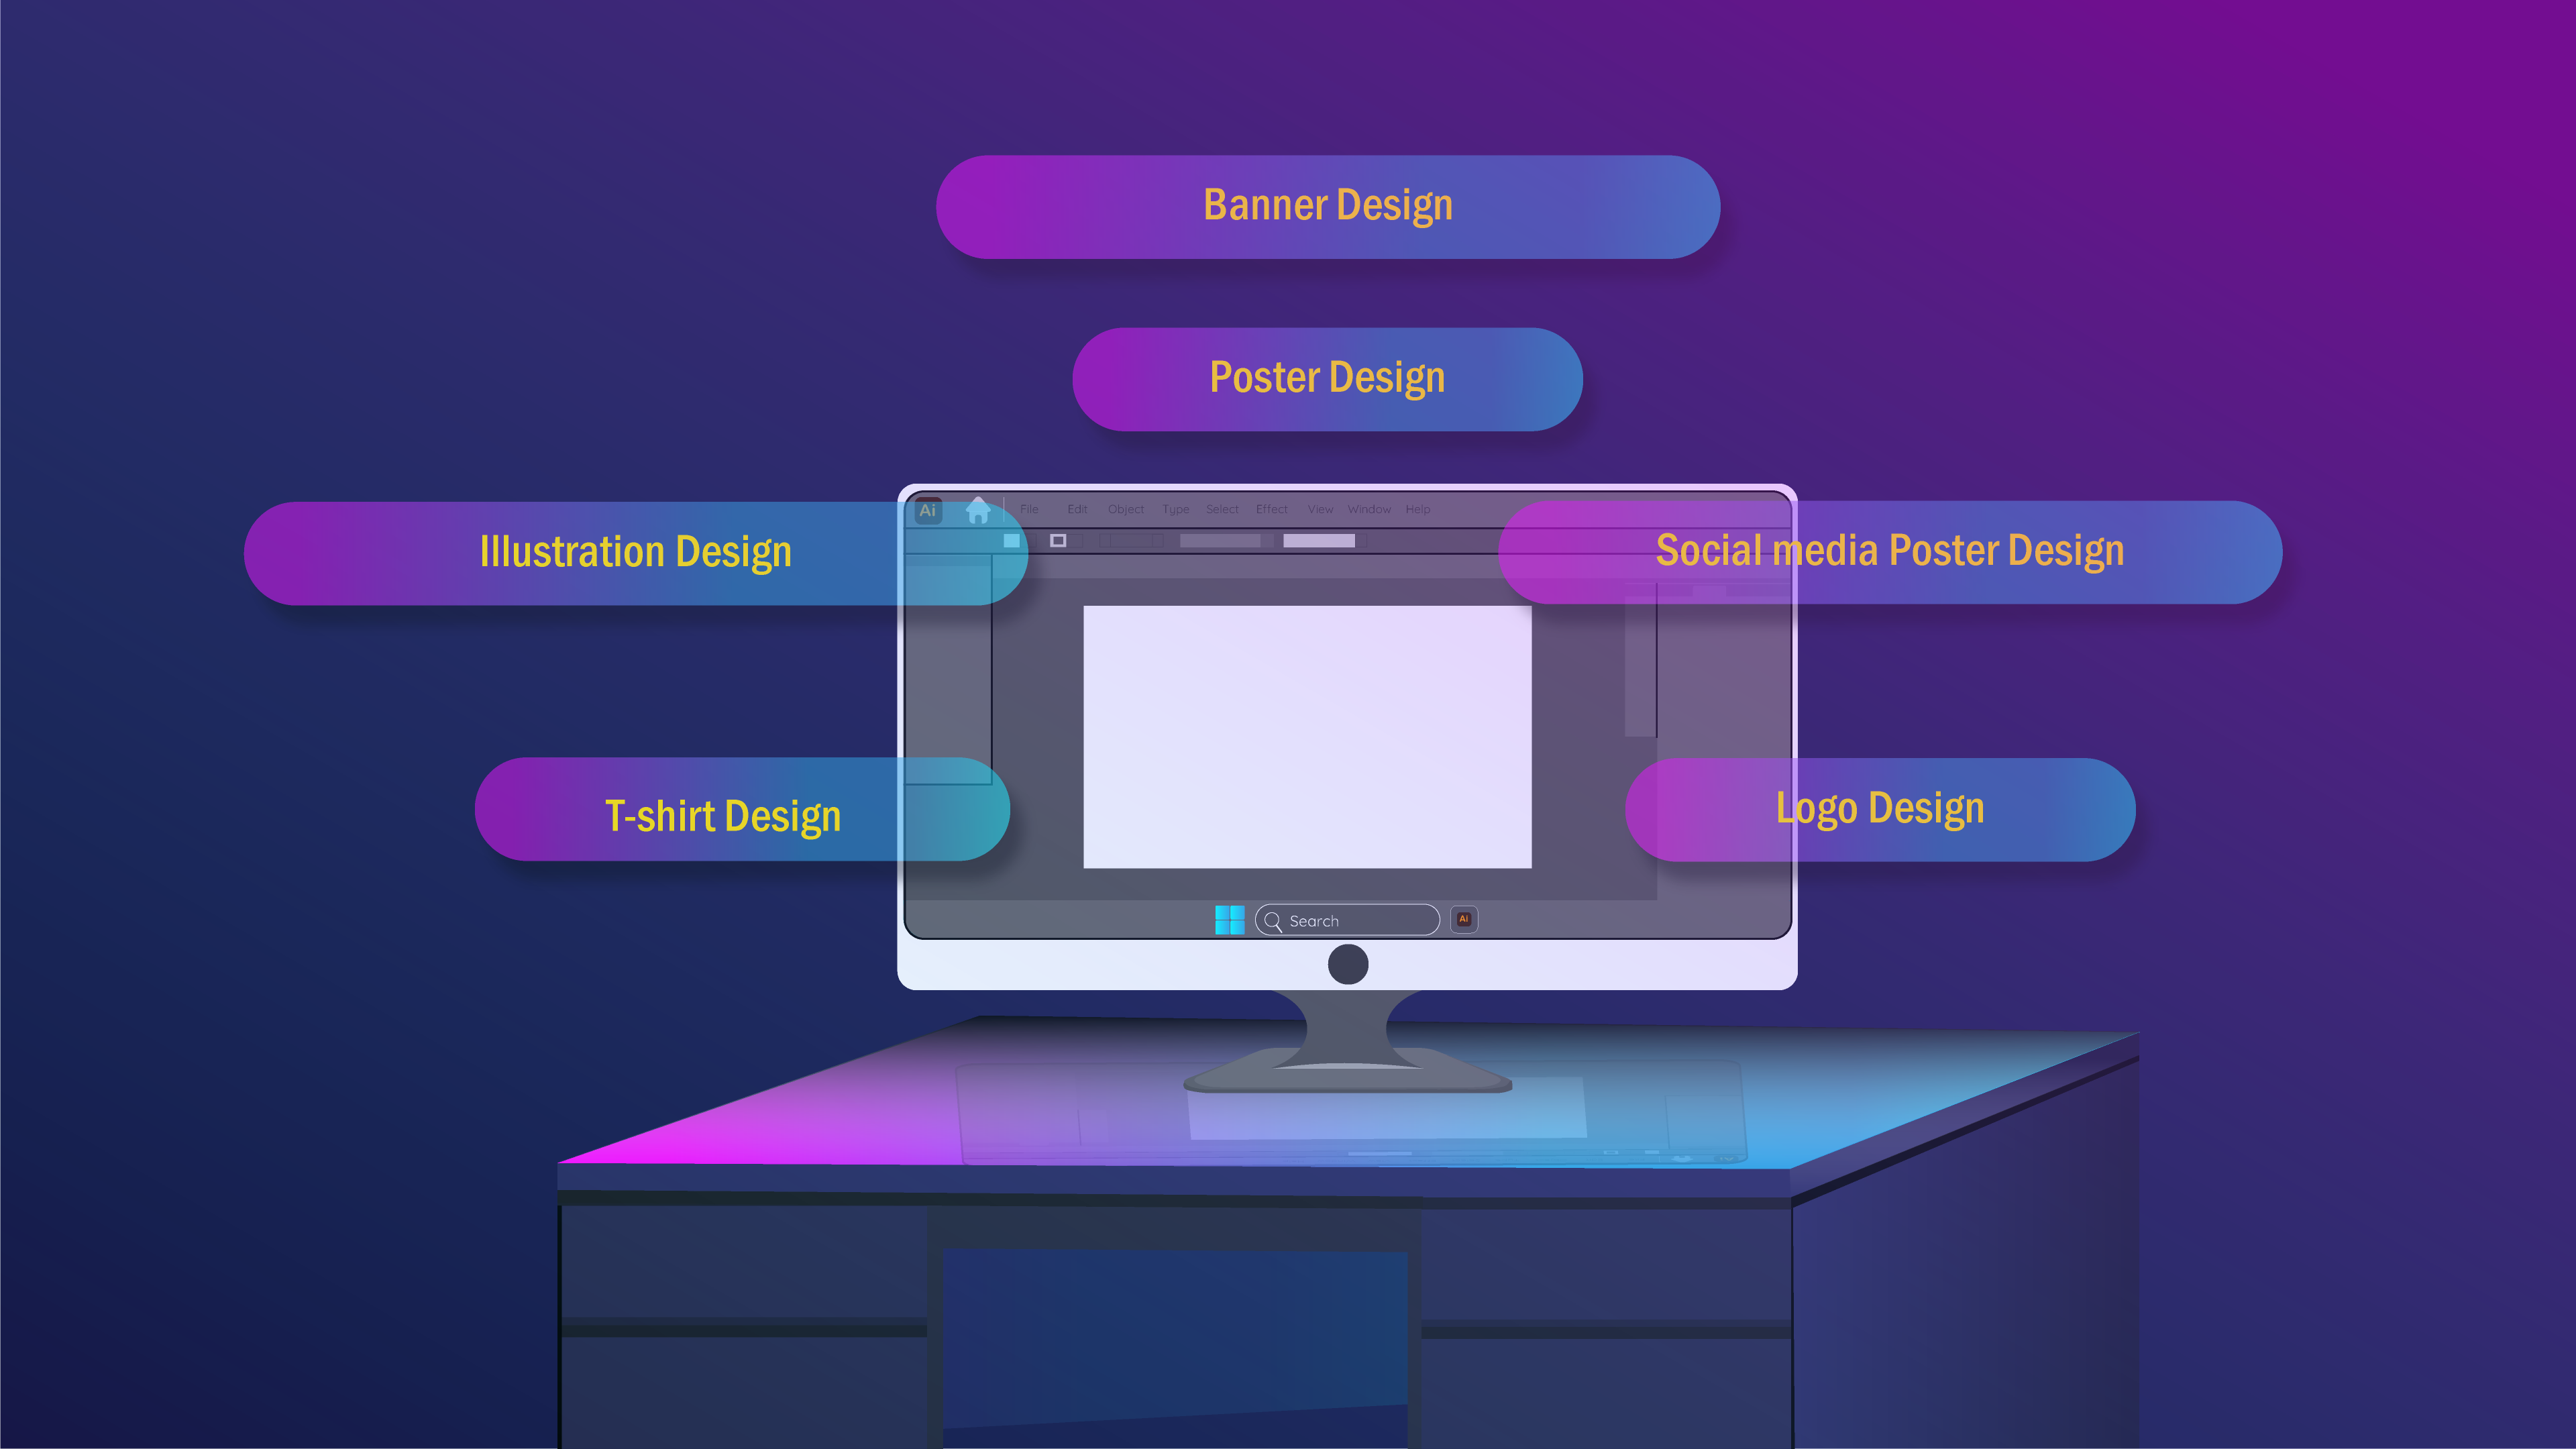 Banner Design
Poster Design
Ai File Edit Object Type Select Effect View Window Help
Illustration Design
Social media Poster Design
T-shirt Design
Logo Design
Search Ai